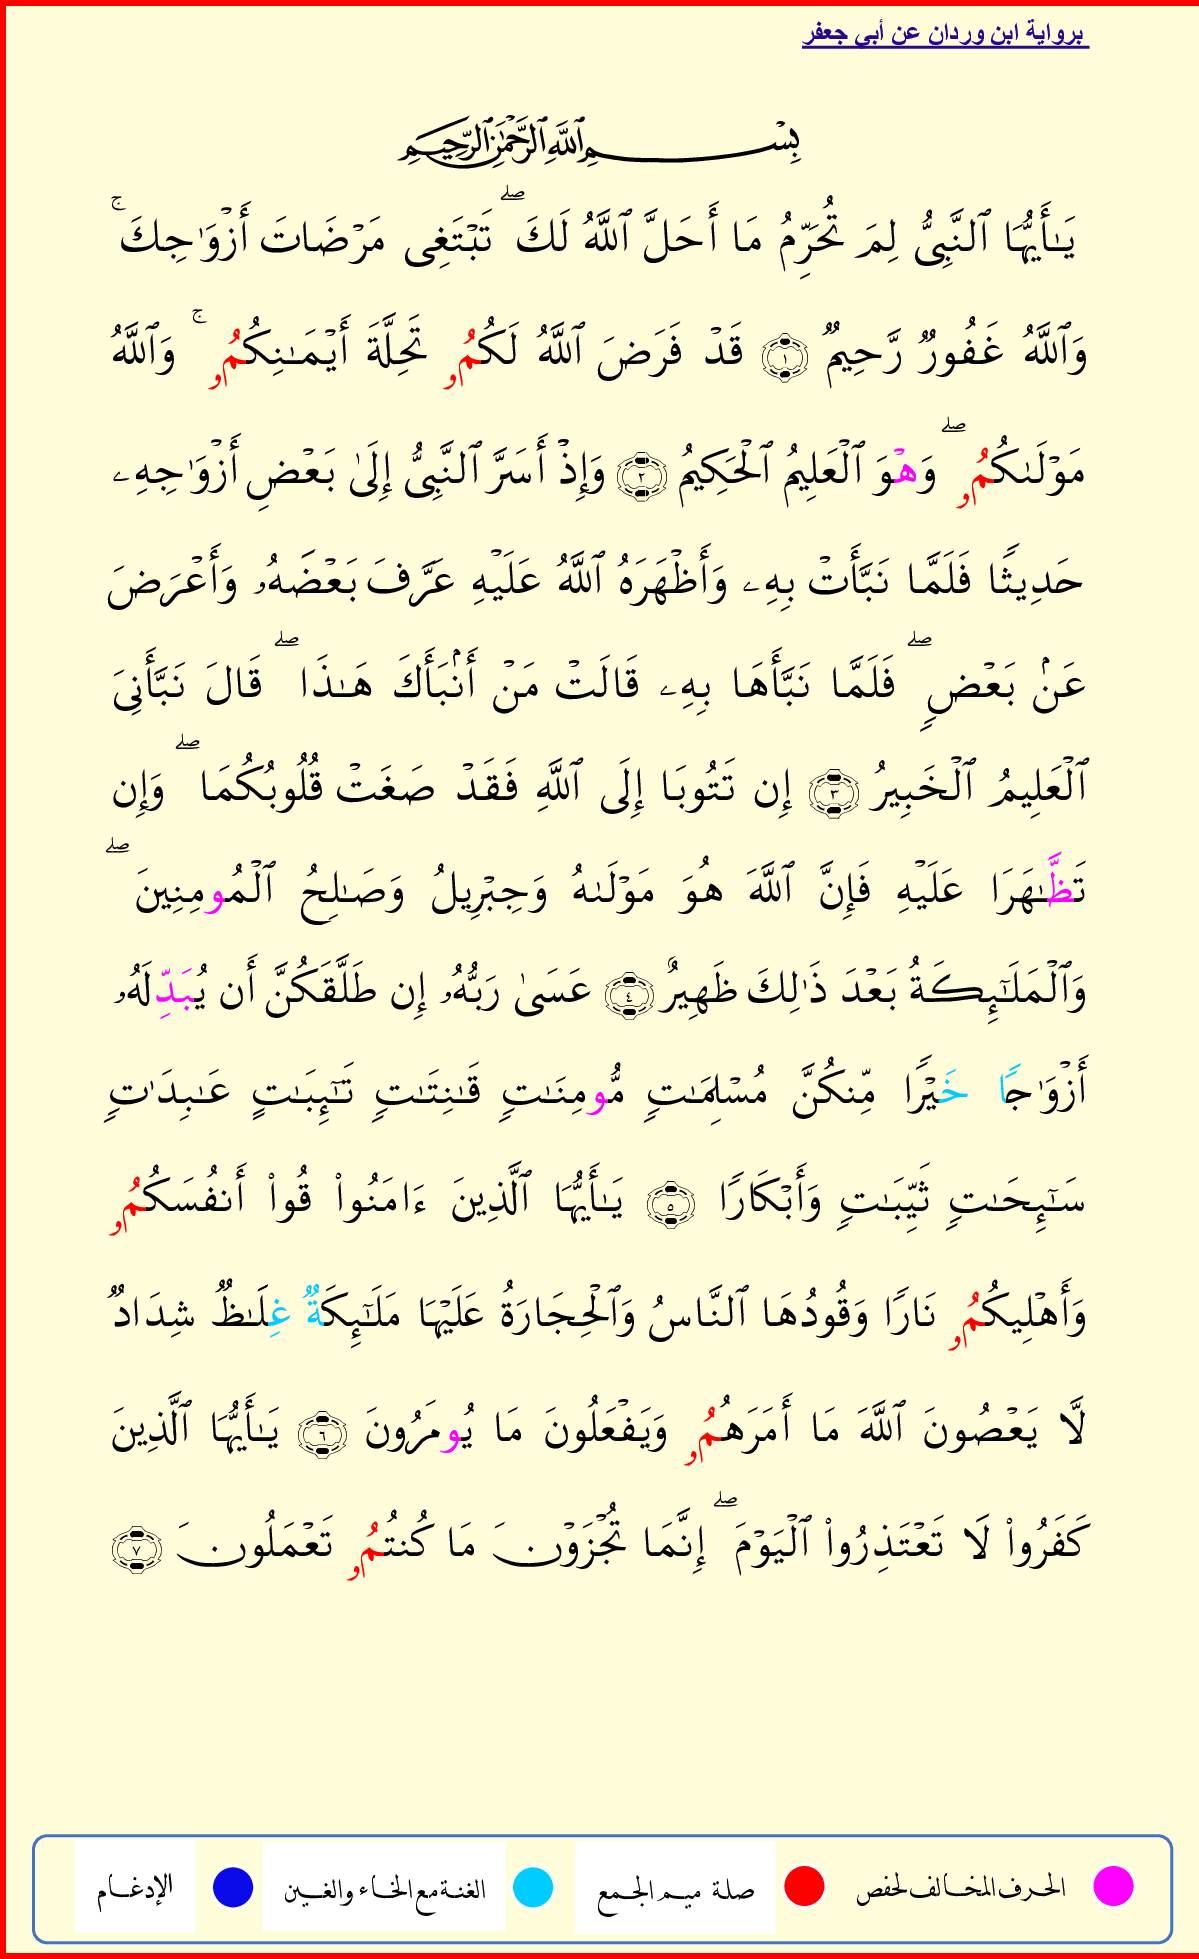 برواية ابن وردان عن أبي جعفر
بِسْمِ ٱللَّهِ ٱلرَّحْمَٰنِ ٱلرَّحِيمِ
يَـٰٓأَيُّهَا ٱلنَّبِىُّ لِمَ تُحَرِّمُ مَا أَحَلَّ ٱللَّهُ لَكَ ۖ تَبْتَغِى مَرْضَاتَ أَزْوَٰجِكَ ۚ
وَٱللَّهُ غَفُورٌ رَّحِيمٌ ١ قَدْ فَرَضَ ٱللَّهُ لَكُمُۥ تَحِلَّةَ أَيْمَـٰنِكُمُۥ ۚ وَٱللَّهُ
مَوْلَىٰكُمُۥ ۖ وَهْوَ ٱلْعَلِيمُ ٱلْحَكِيمُ ٢ وَإِذْ أَسَرَّ ٱلنَّبِىُّ إِلَىٰ بَعْضِ أَزْوَٰجِهِۦ
حَدِيثًا فَلَمَّا نَبَّأَتْ بِهِۦ وَأَظْهَرَهُ ٱللَّهُ عَلَيْهِ عَرَّفَ بَعْضَهُۥ وَأَعْرَضَ
عَنۢ بَعْضٍ ۖ فَلَمَّا نَبَّأَهَا بِهِۦ قَالَتْ مَنْ أَنۢبَأَكَ هَـٰذَا ۖ قَالَ نَبَّأَنِىَ
ٱلْعَلِيمُ ٱلْخَبِيرُ ٣ إِن تَتُوبَا إِلَى ٱللَّهِ فَقَدْ صَغَتْ قُلُوبُكُمَا ۖ وَإِن
تَظَّـٰهَرَا عَلَيْهِ فَإِنَّ ٱللَّهَ هُوَ مَوْلَىٰهُ وَجِبْرِيلُ وَصَـٰلِحُ ٱلْمُومِنِينَ ۖ
وَٱلْمَلَـٰٓئِكَةُ بَعْدَ ذَٰلِكَ ظَهِيرٌ ٤ عَسَىٰ رَبُّهُۥ إِن طَلَّقَكُنَّ أَن يُبَدِّلَهُۥ
أَزْوَٰجًا خَيْرًا مِّنكُنَّ مُسْلِمَـٰتٍ مُّومِنَـٰتٍ قَـٰنِتَـٰتٍ تَـٰٓئِبَـٰتٍ عَـٰبِدَٰتٍ
سَـٰٓئِحَـٰتٍ ثَيِّبَـٰتٍ وَأَبْكَارًا ٥ يَـٰٓأَيُّهَا ٱلَّذِينَ ءَامَنُوا۟ قُوا۟ أَنفُسَكُمُۥ
وَأَهْلِيكُمُۥ نَارًا وَقُودُهَا ٱلنَّاسُ وَٱلْحِجَارَةُ عَلَيْهَا مَلَـٰٓئِكَةٌ غِلَـٰظٌ شِدَادٌ
لَّا يَعْصُونَ ٱللَّهَ مَا أَمَرَهُمُۥ وَيَفْعَلُونَ مَا يُومَرُونَ ٦ يَـٰٓأَيُّهَا ٱلَّذِينَ
كَفَرُوا۟ لَا تَعْتَذِرُوا۟ ٱلْيَوْمَ ۖ إِنَّمَا تُجْزَوْنَ مَا كُنتُمُۥ تَعْمَلُونَ ٧
الحرف المخالف لحفص صلة ميم الجمع الغنة مع الخاء والغين الإدغام